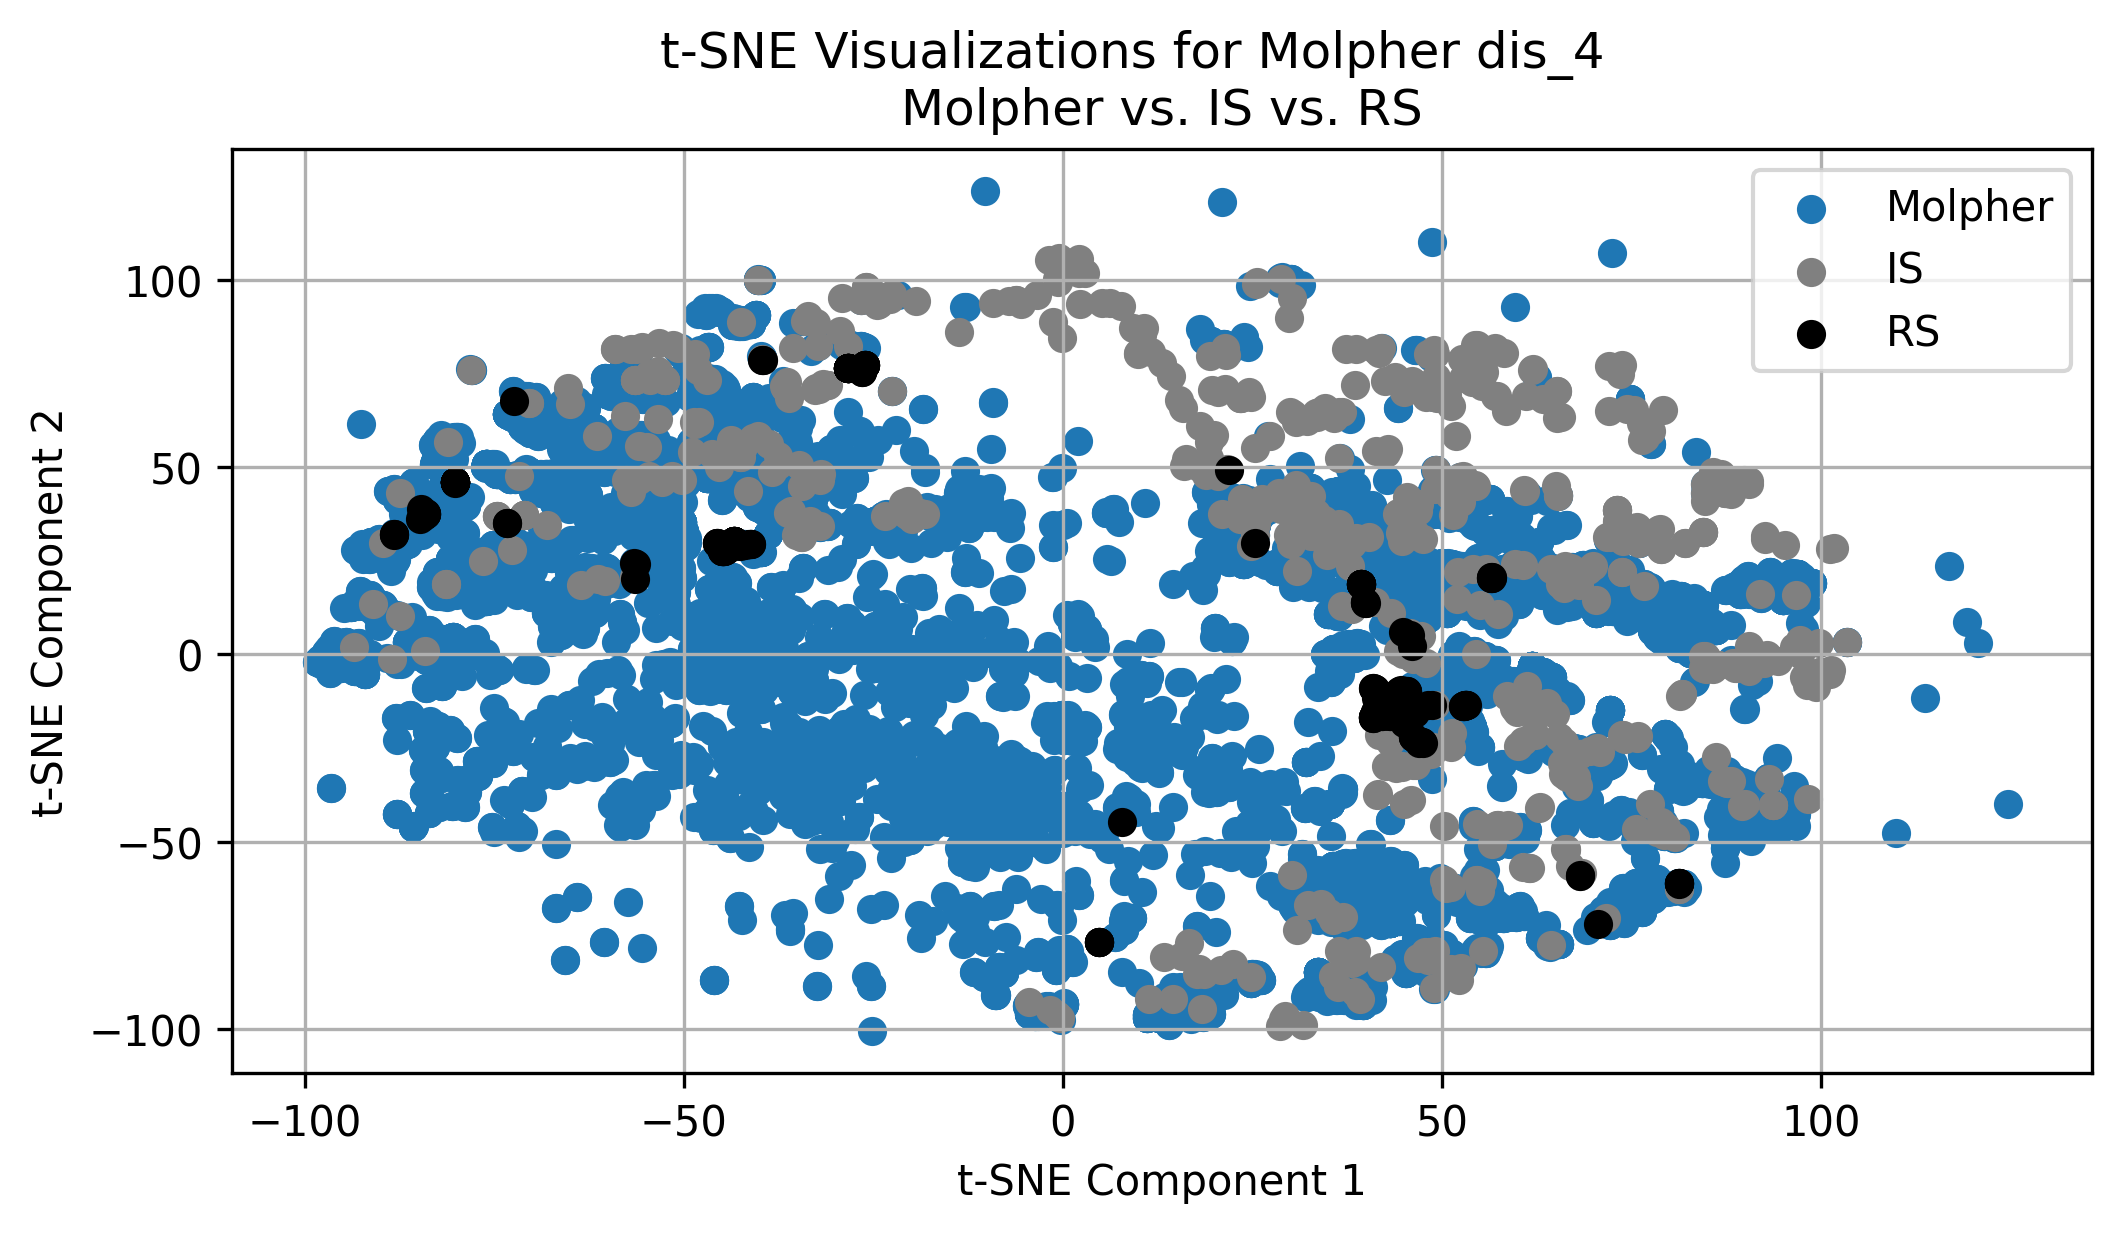 t-SNE Visualizations for Molpher dis_4
Molpher vs. IS vs. RS
Molpher
IS
RS
t-SNE Component 2
100
50
0
−50
−100
−100
−50
0
50
100
t-SNE Component 1